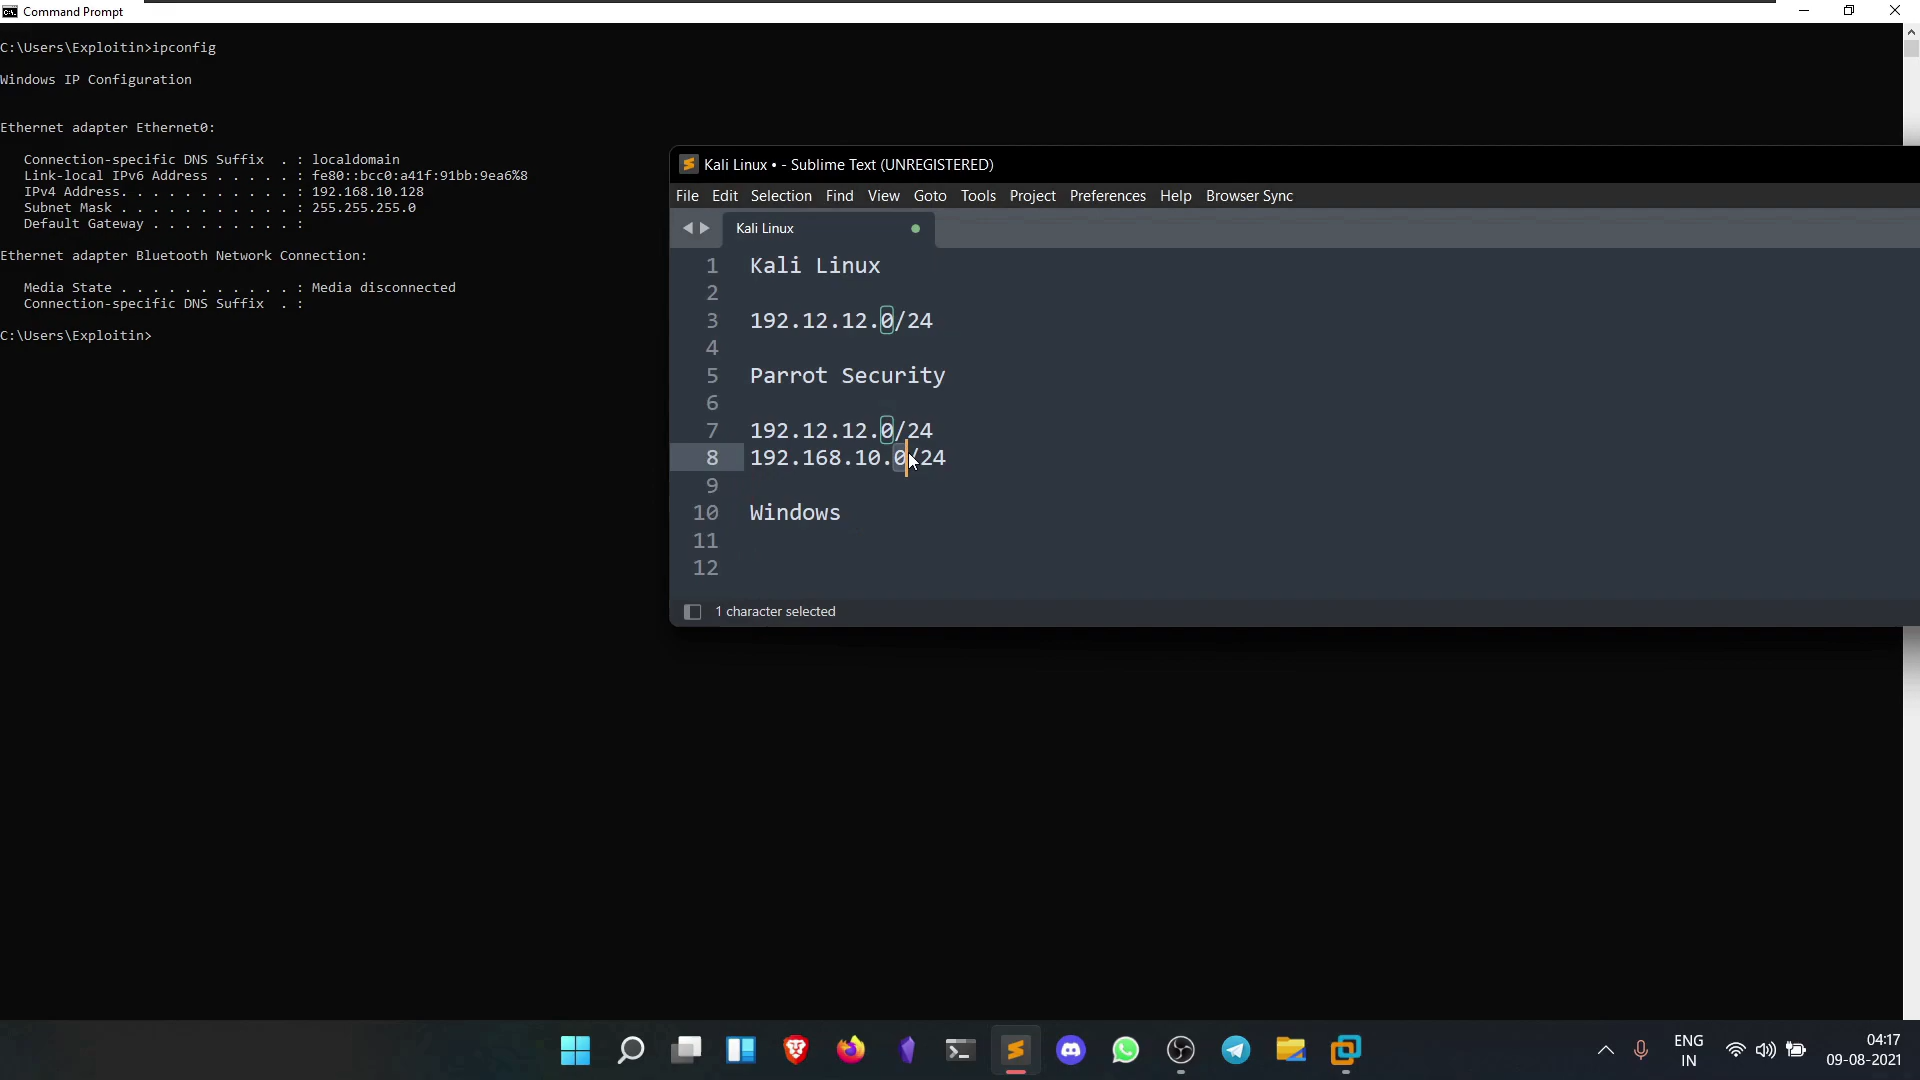 Command Prompt
C:\Users\Exploitin>ipconfig
Windows IP Configuration
Ethernet adapter Ethernet0:
Connection-specific DNS Suffix  . : localdomain
Link-local IPv6 Address . . . . . : fe80::bcc0:a41f:91bb:9ea6%8
IPv4 Address. . . . . . . . . . . : 192.168.10.128
Subnet Mask . . . . . . . . . . . : 255.255.255.0
Default Gateway . . . . . . . . . :
Ethernet adapter Bluetooth Network Connection:
Media State . . . . . . . . . . . : Media disconnected
Connection-specific DNS Suffix  . :
C:\Users\Exploitin>
Kali Linux • - Sublime Text (UNREGISTERED)
File Edit Selection Find View Goto Tools Project Preferences Help Browser Sync
Kali Linux
1 Kali Linux
2
3 192.12.12.0/24
4
5 Parrot Security
6
7 192.12.12.0/24
8 192.168.10.0/24
9
10 Windows
11
12
1 character selected
ENG
IN
04:17
09-08-2021